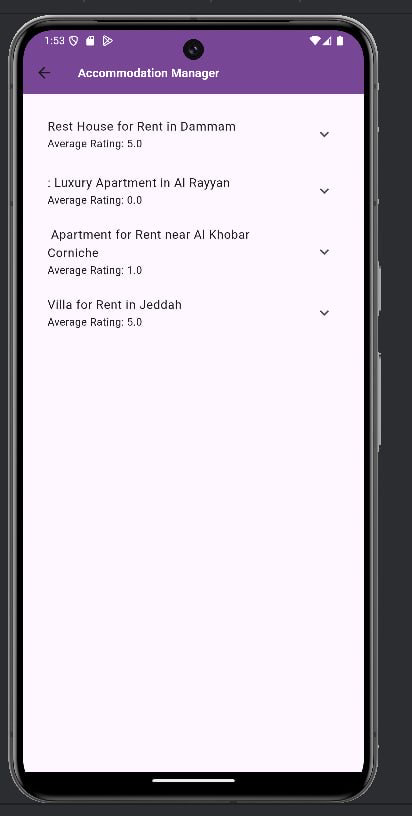 1:53
Accommodation Manager
Rest House for Rent in Dammam
Average Rating: 5.0
: Luxury Apartment in Al Rayyan
Average Rating: 0.0
Apartment for Rent near Al Khobar
Corniche
Average Rating: 1.0
Villa for Rent in Jeddah
Average Rating: 5.0